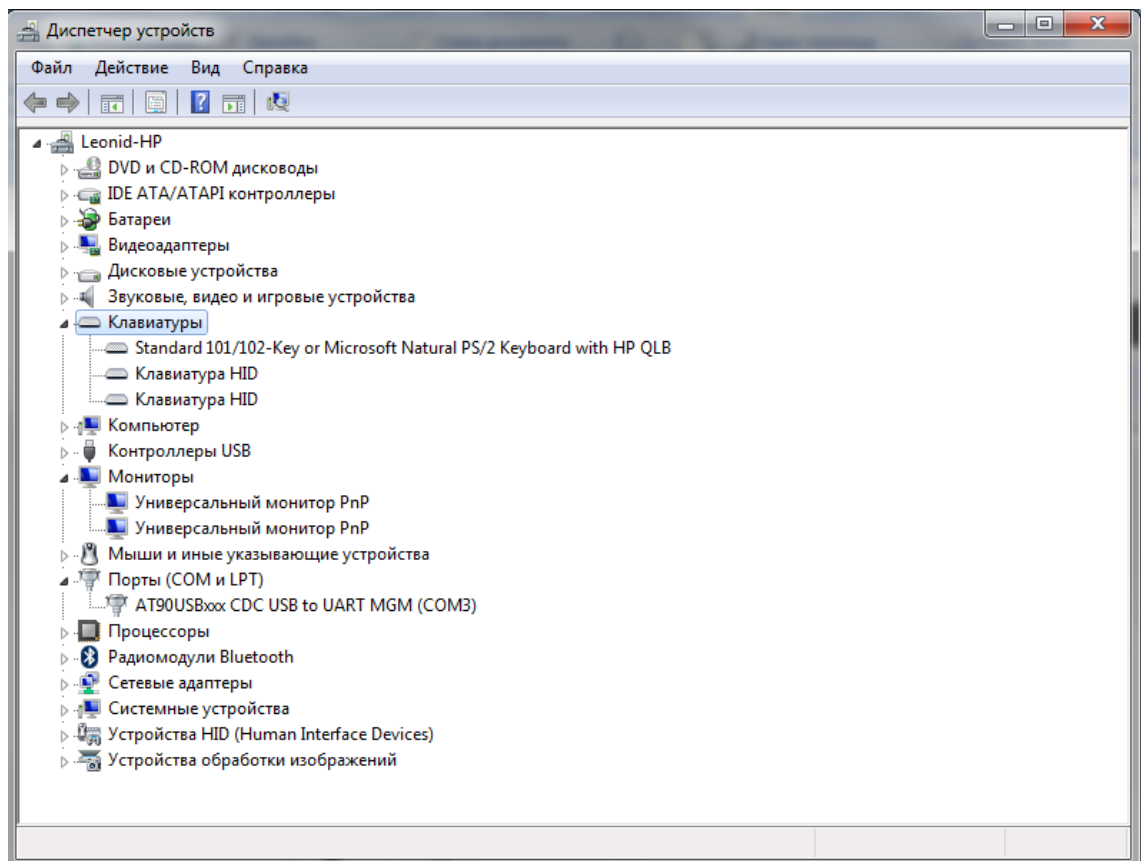 Диспетчер устройств
Файл Действие Вид Справка
Leonid-HP
DVD и CD-ROM дисководы
IDE ATA/ATAPI контроллеры
Батареи
Видеоадаптеры
Дисковые устройства
Звуковые, видео и игровые устройства
Клавиатуры
Standard 101/102-Key or Microsoft Natural PS/2 Keyboard with HP QLB
Клавиатура HID
Клавиатура HID
Компьютер
Контроллеры USB
Мониторы
Универсальный монитор PnP
Универсальный монитор PnP
Мыши и иные указывающие устройства
Порты (COM и LPT)
AT90USBxxx CDC USB to UART MGM (COM3)
Процессоры
Радиомодули Bluetooth
Сетевые адаптеры
Системные устройства
Устройства HID (Human Interface Devices)
Устройства обработки изображений